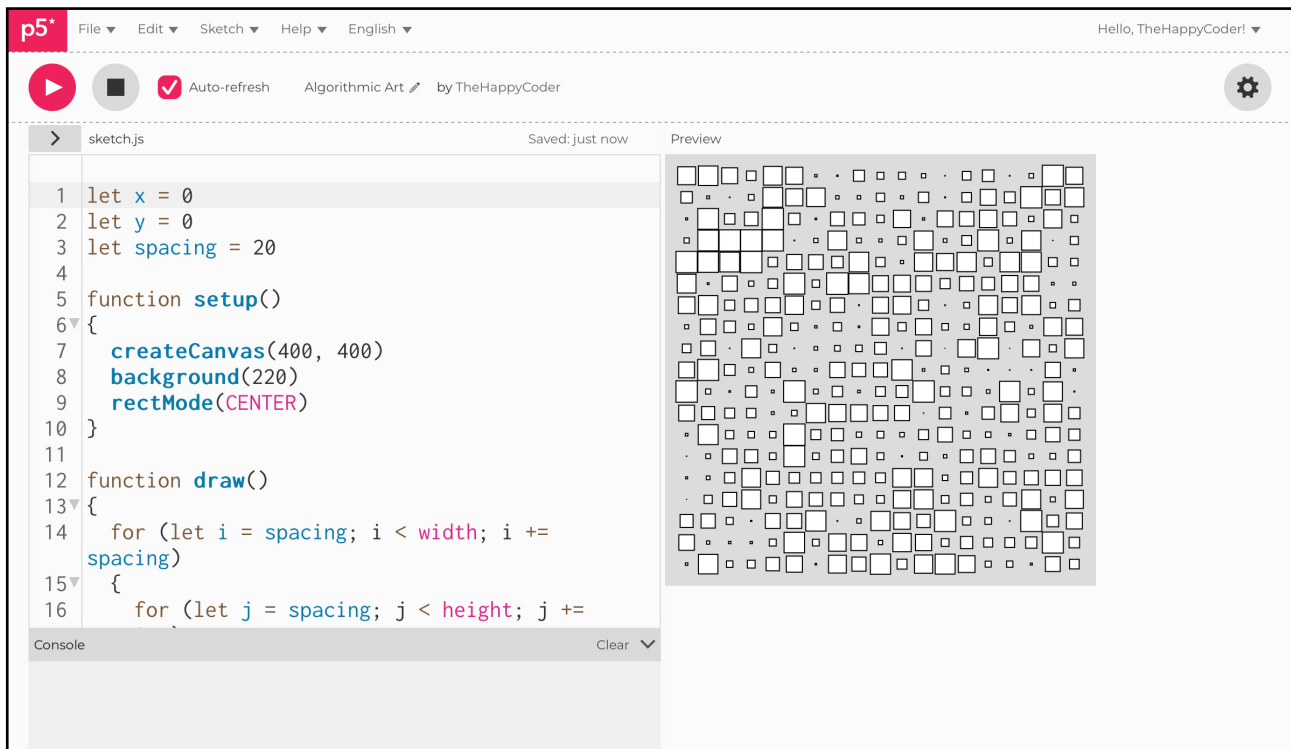 p5* File Edit Sketch Help English Hello, TheHappyCoder!
Auto-refresh Algorithmic Art by TheHappyCoder
sketch.js Saved: just now Preview
1 let x = 0
2 let y = 0
3 let spacing = 20
4
5 function setup()
6 {
7 createCanvas(400, 400)
8 background(220)
9 rectMode(CENTER)
10 }
11
12 function draw()
13 {
14 for (let i = spacing; i < width; i +=
spacing)
15 {
16 for (let j = spacing; j < height; j +=
Console Clear